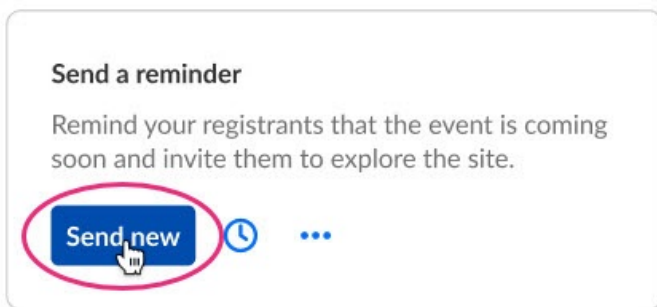 Send a reminder
Remind your registrants that the event is coming
soon and invite them to explore the site.
Send new